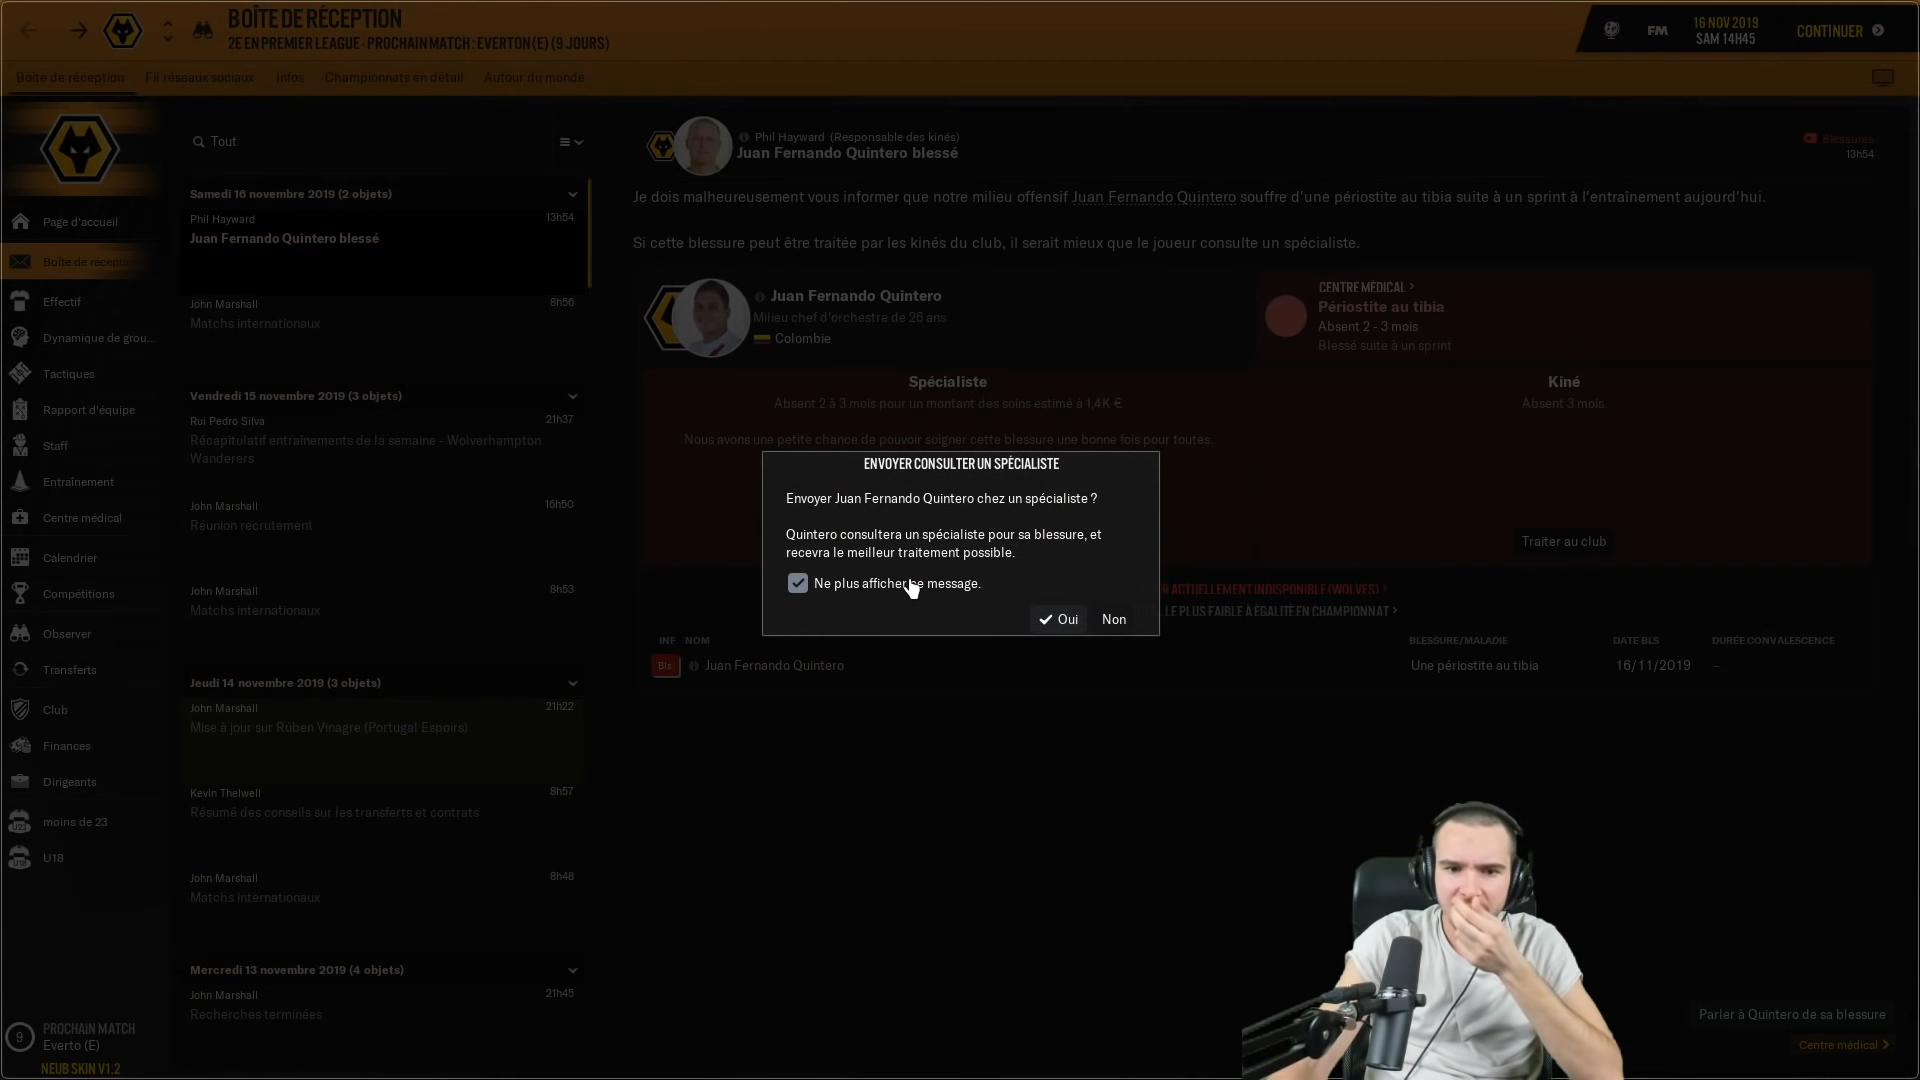 BOÎTE DE RÉCEPTION
2E EN PREMIER LEAGUE - PROCHAIN MATCH : EVERTON (E) (9 JOURS)
FM
16 NOV 2019
SAM 14H45
CONTINUER
Boîte de réception
Fil réseaux sociaux
Infos
Championnats en détail
Autour du monde
Page d'accueil
Boîte de réception
Effectif
Dynamique de grou...
Tactiques
Rapport d'équipe
Staff
Entraînement
Centre médical
Calendrier
Compétitions
Observer
Transferts
Club
Finances
Dirigeants
moins de 23
U18
9
PROCHAIN MATCH
Everto (E)
NEUB SKIN V1.2
Tout
Samedi 16 novembre 2019 (2 objets)
Phil Hayward
13h54
Juan Fernando Quintero blessé
John Marshall
8h56
Matchs internationaux
Vendredi 15 novembre 2019 (3 objets)
Rui Pedro Silva
21h37
Récapitulatif entraînements de la semaine - Wolverhampton
Wanderers
John Marshall
16h50
Réunion recrutement
John Marshall
8h53
Matchs internationaux
Jeudi 14 novembre 2019 (3 objets)
John Marshall
21h22
Mise à jour sur Rúben Vinagre (Portugal Espoirs)
Kevin Thelwell
8h57
Résumé des conseils sur les transferts et contrats
John Marshall
8h48
Matchs internationaux
Mercredi 13 novembre 2019 (4 objets)
John Marshall
21h45
Recherches terminées
Phil Hayward (Responsable des kinés)
Juan Fernando Quintero blessé
Blessures
13h54
Je dois malheureusement vous informer que notre milieu offensif Juan Fernando Quintero souffre d'une périostite au tibia suite à un sprint à l'entraînement aujourd'hui.
Si cette blessure peut être traitée par les kinés du club, il serait mieux que le joueur consulte un spécialiste.
Juan Fernando Quintero
Milieu chef d'orchestre de 26 ans
Colombie
CENTRE MÉDICAL >
Périostite au tibia
Absent 2 - 3 mois
Blessé suite à un sprint
Spécialiste
Absent 2 à 3 mois pour un montant des soins estimé à 1,4K €
Nous avons une petite chance de pouvoir soigner cette blessure une bonne fois pour toutes.
Kiné
Absent 3 mois.
Traiter au club
ENVOYER CONSULTER UN SPÉCIALISTE
Envoyer Juan Fernando Quintero chez un spécialiste ?
Quintero consultera un spécialiste pour sa blessure, et
recevra le meilleur traitement possible.
Ne plus afficher ce message.
Oui
Non
ACTUELLEMENT INDISPONIBLE (WOLVES) >
LE PLUS FAIBLE À ÉGALITÉ EN CHAMPIONNAT >
INF
NOM
BLESSURE/MALADIE
DATE BLS
DURÉE CONVALESCENCE
Bls
Juan Fernando Quintero
Une périostite au tibia
16/11/2019
-
Parler à Quintero de sa blessure
Centre médical >